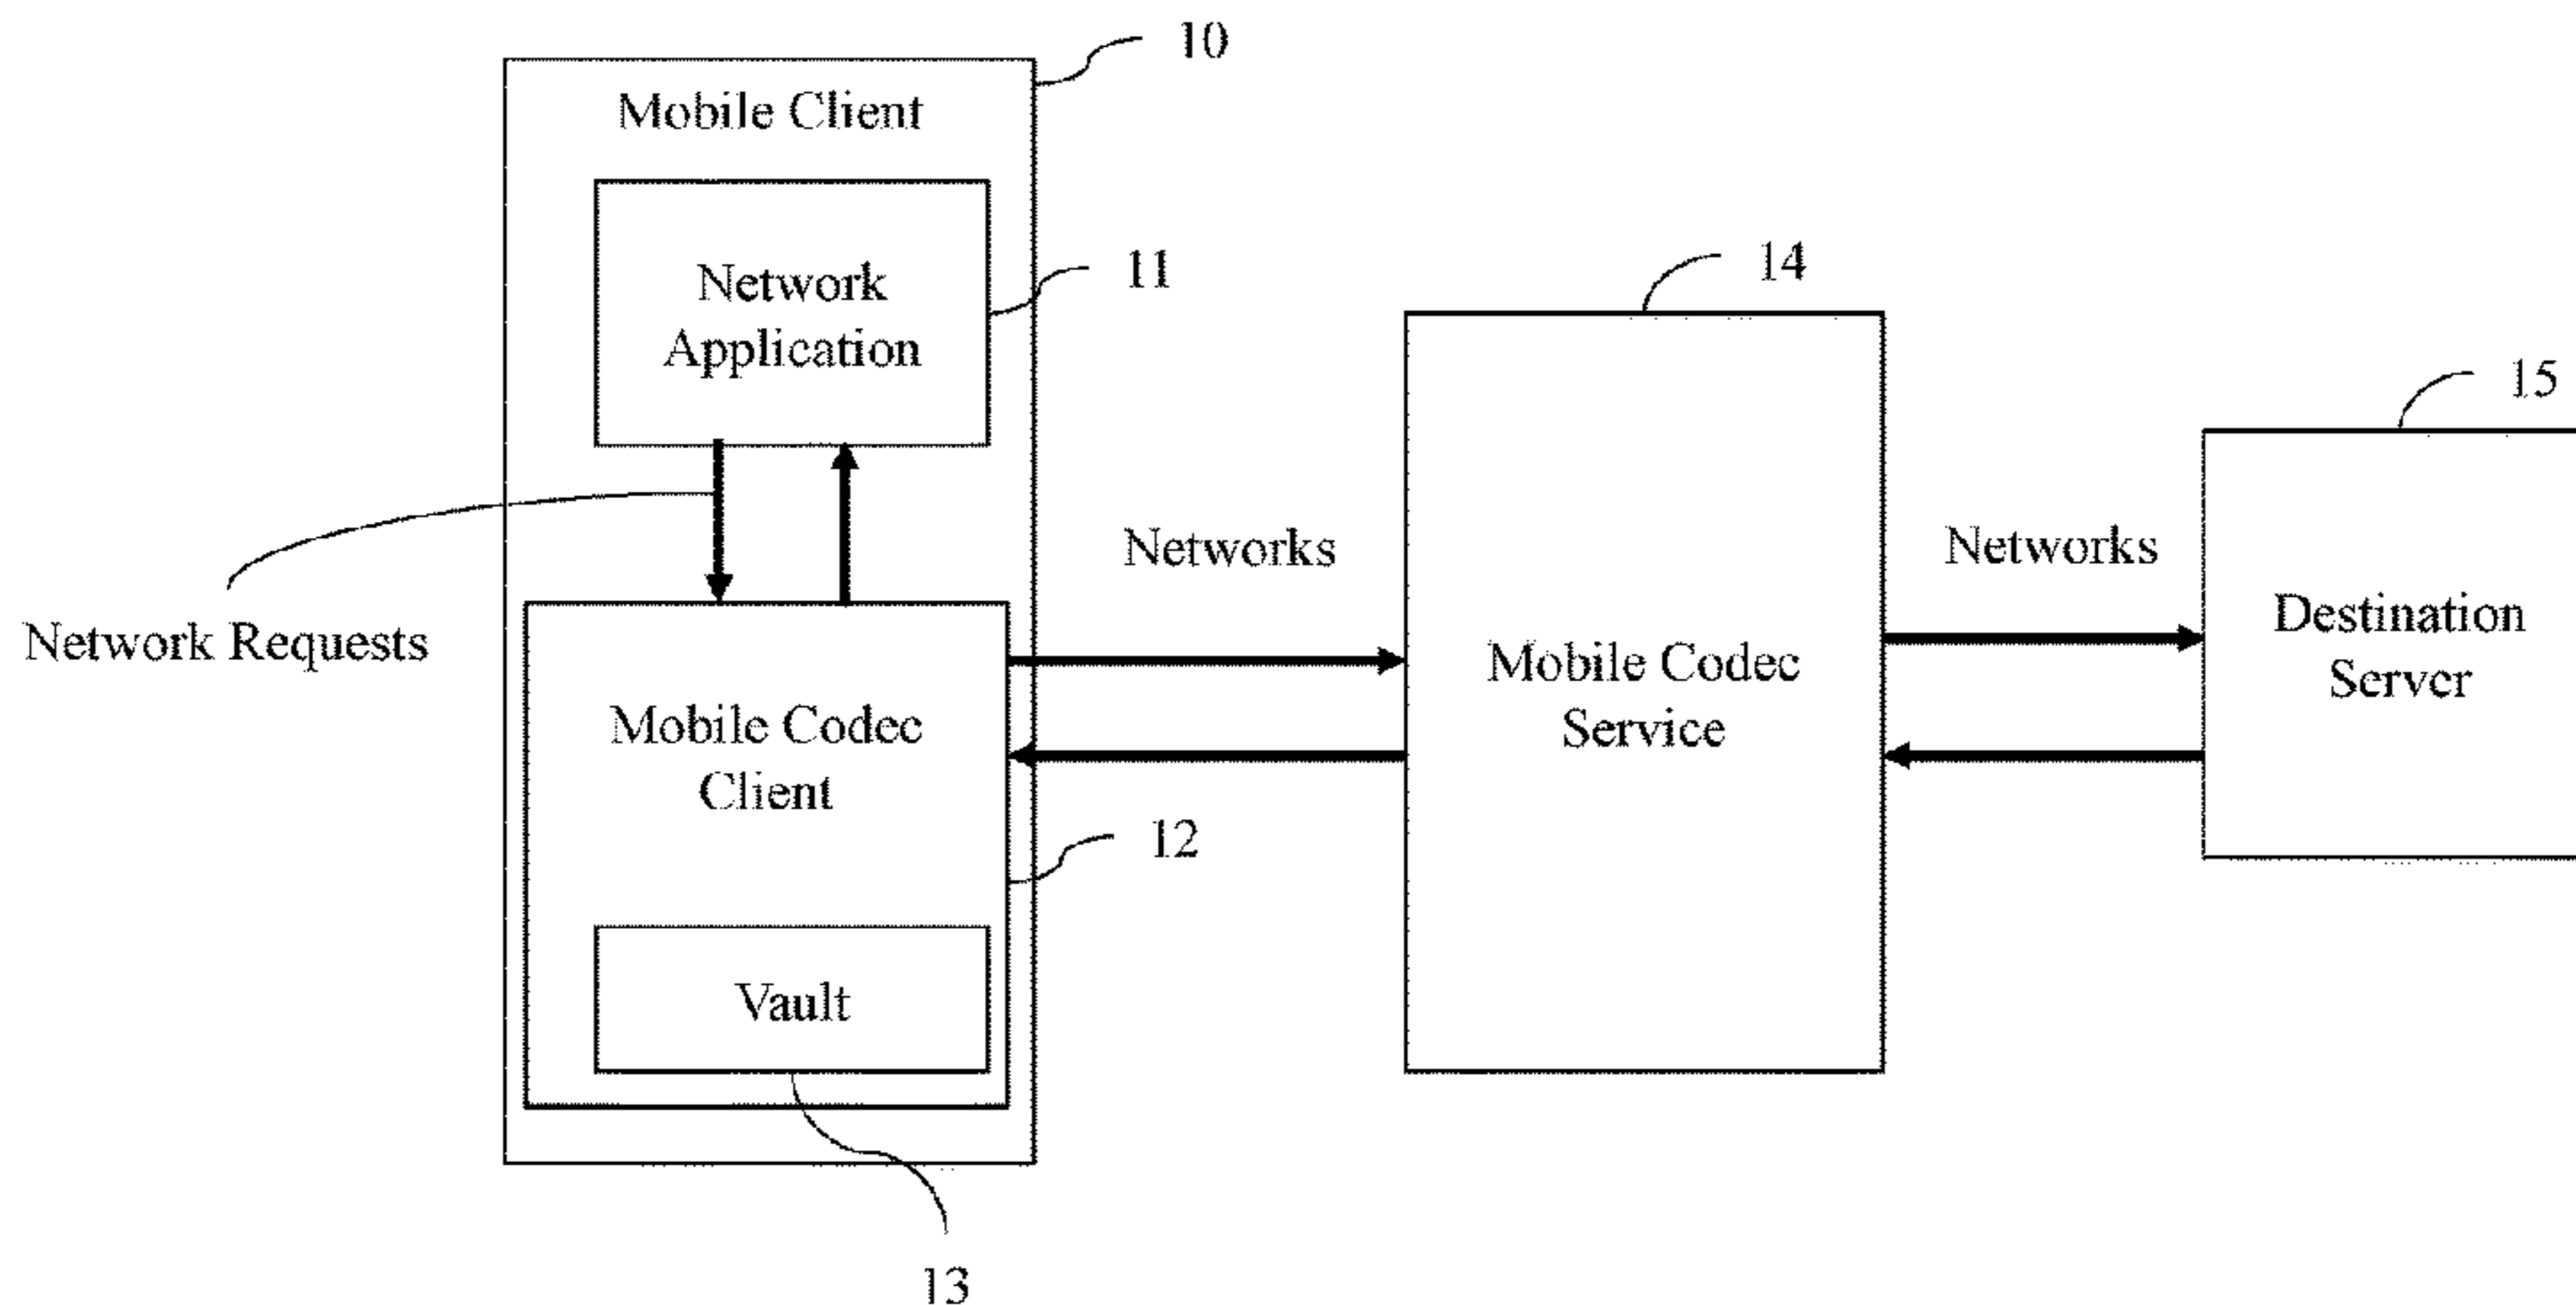 10
Mobile Client
Network
Application
11
14
15
Networks
Networks
Network Requests
Destination
Server
Mobile Codec
Service
Mobile Codec
Client
12
Vault
13